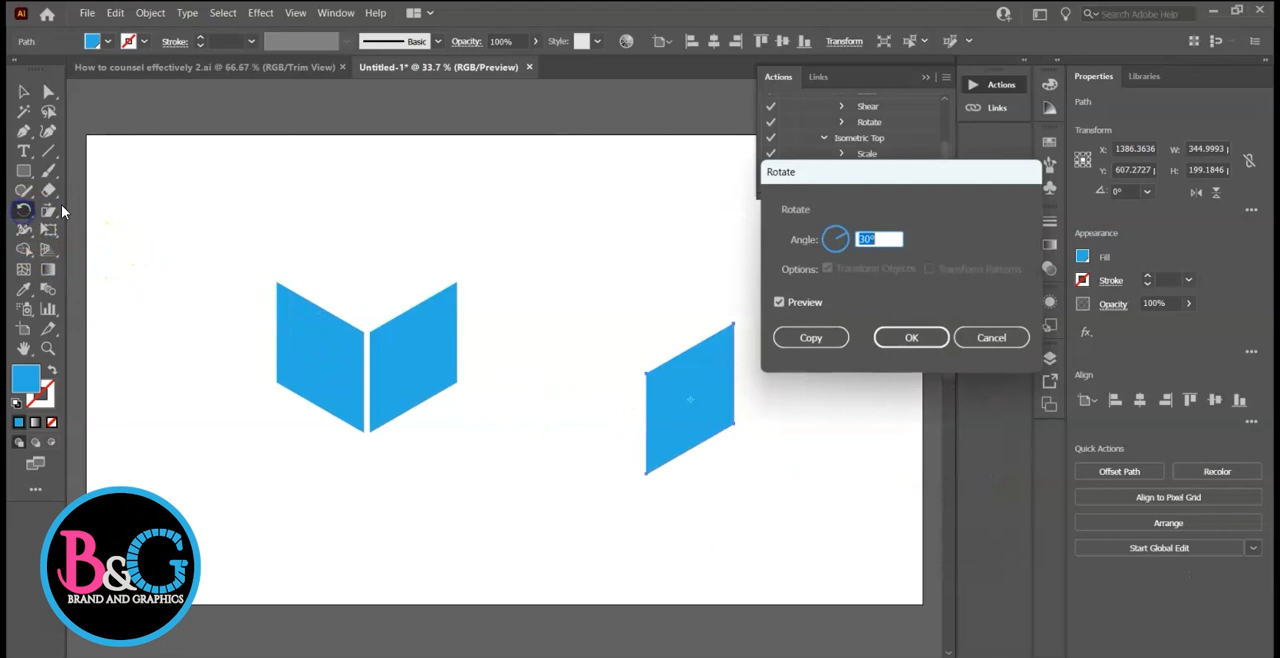 Ai File Edit Object Type Select Effect View Window Help Search Adobe Help
Path Stroke: Basic Opacity: 100% Style: Transform
How to counsel effectively 2.ai @ 66.67 % (RGB/Trim View) × Untitled-1* @ 33.7 % (RGB/Preview) ×
Actions Links
Shear
Rotate
Isometric Top
Scale
Actions
Links
Rotate
Rotate
Angle: 30°
Options: Transform Objects Transform Patterns
Preview
Copy OK Cancel
Properties Libraries
Path
Transform
X: 1386.3636 W: 344.9993
Y: 607.2727 H: 199.1846
0°
Appearance
Fill
Stroke
Opacity 100%
fx.
Align
Quick Actions
Offset Path Recolor
Align to Pixel Grid
Arrange
Start Global Edit
B&G
BRAND AND GRAPHICS